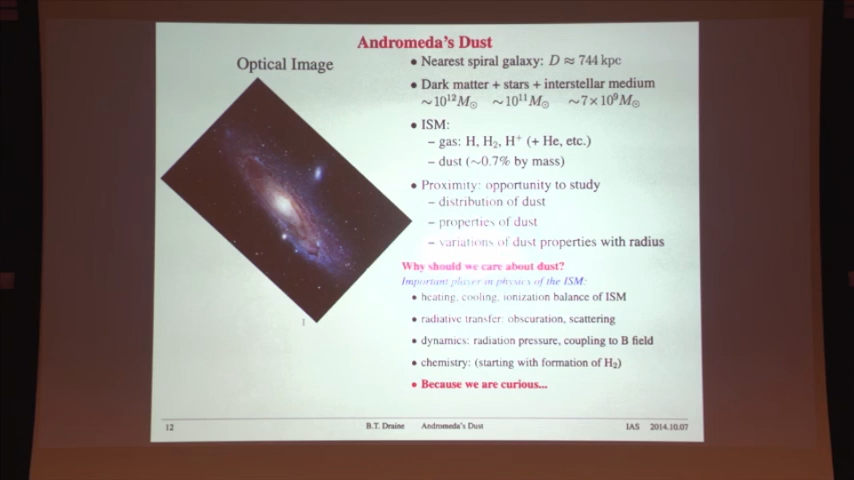 Andromeda's Dust
Optical Image
• Nearest spiral galaxy: D ≈ 744 kpc
• Dark matter + stars + interstellar medium
∼10¹²M⊙ ∼10¹¹M⊙ ∼7×10⁹M⊙
• ISM:
– gas: H, H₂, H⁺ (+ He, etc.)
– dust (∼0.7% by mass)
• Proximity: opportunity to study
– distribution of dust
– properties of dust
– variations of dust properties with radius
Why should we care about dust?
Important player in physics of the ISM:
• heating, cooling, ionization balance of ISM
• radiative transfer: obscuration, scattering
• dynamics: radiation pressure, coupling to B field
• chemistry: (starting with formation of H₂)
• Because we are curious...
12 B.T. Draine Andromeda's Dust IAS 2014.10.07